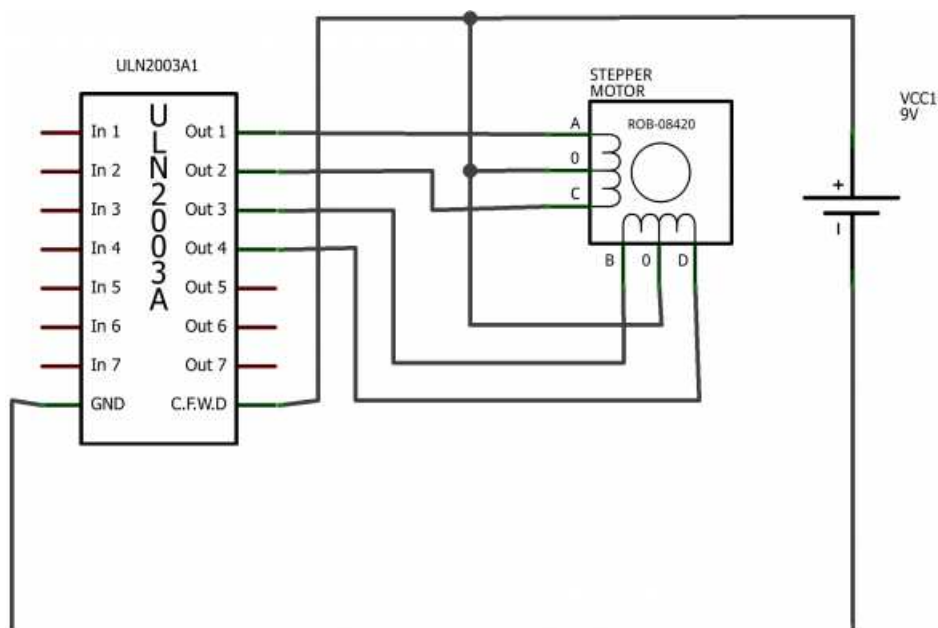 ULN2003A1
ULN2003A
In 1
In 2
In 3
In 4
In 5
In 6
In 7
GND
Out 1
Out 2
Out 3
Out 4
Out 5
Out 6
Out 7
C.F.W.D
STEPPER
MOTOR
ROB-08420
A
0
C
B 0 D
VCC1
9V
+
-